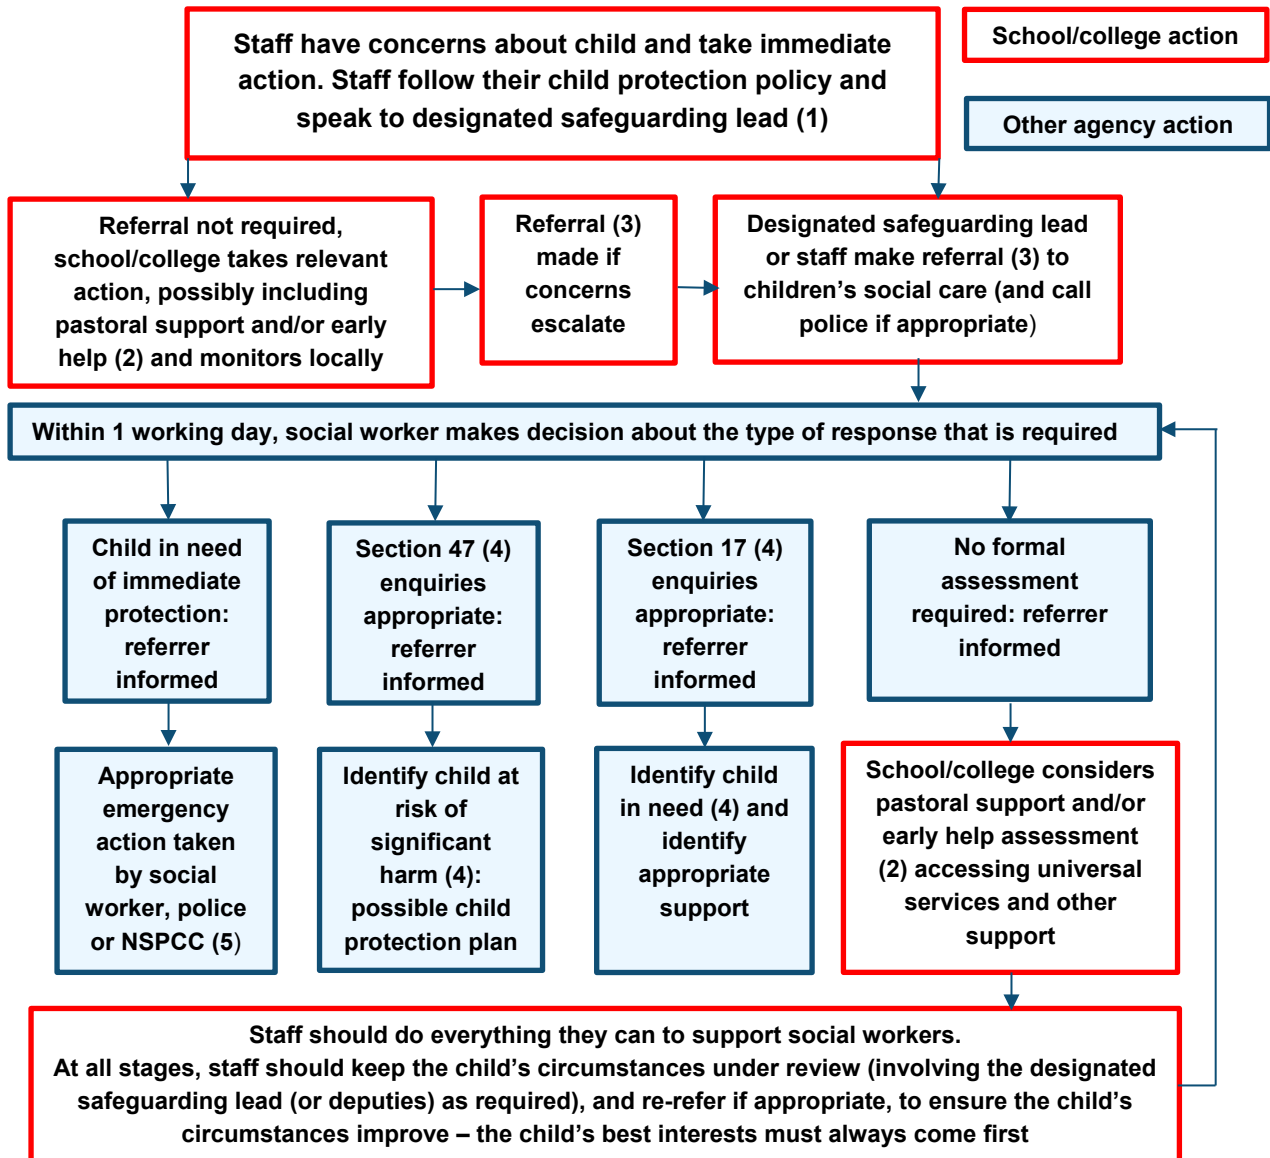 Staff have concerns about child and take immediate
action. Staff follow their child protection policy and
speak to designated safeguarding lead (1)
School/college action
Other agency action
Referral not required,
school/college takes relevant
action, possibly including
pastoral support and/or early
help (2) and monitors locally
Referral (3)
made if
concerns
escalate
Designated safeguarding lead
or staff make referral (3) to
children’s social care (and call
police if appropriate)
Within 1 working day, social worker makes decision about the type of response that is required
Child in need
of immediate
protection:
referrer
informed
Section 47 (4)
enquiries
appropriate:
referrer
informed
Section 17 (4)
enquiries
appropriate:
referrer
informed
No formal
assessment
required: referrer
informed
Appropriate
emergency
action taken
by social
worker, police
or NSPCC (5)
Identify child at
risk of
significant
harm (4):
possible child
protection plan
Identify child
in need (4) and
identify
appropriate
support
School/college considers
pastoral support and/or
early help assessment
(2) accessing universal
services and other
support
Staff should do everything they can to support social workers.
At all stages, staff should keep the child’s circumstances under review (involving the designated
safeguarding lead (or deputies) as required), and re-refer if appropriate, to ensure the child’s
circumstances improve – the child’s best interests must always come first